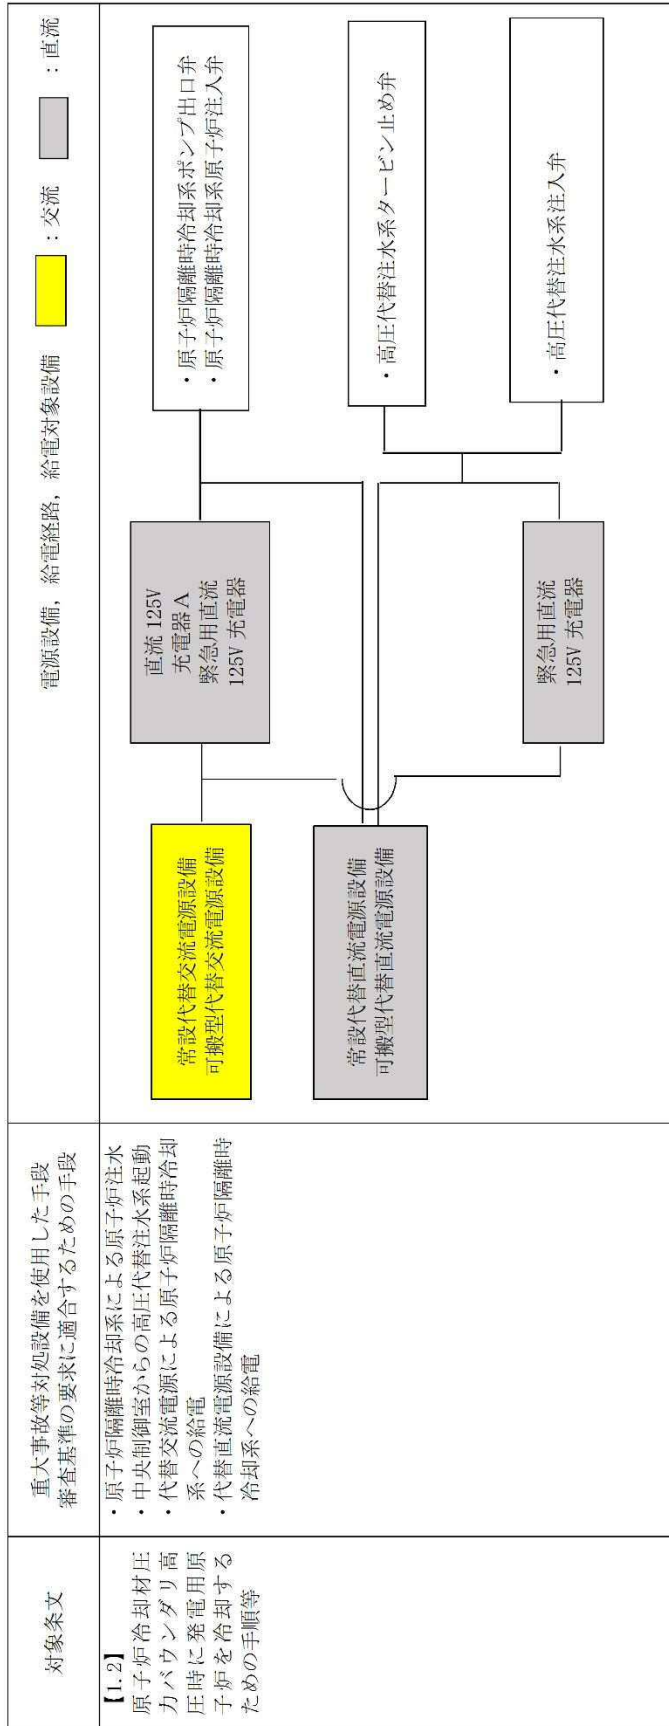 対象条文
重大事故等対処設備を使用した手段
審査基準の要求に適合するための手段
電源設備，給電経路，給電対象設備
：交流
：直流
【1.2】
原子炉冷却材圧
力バウンダリ高
圧時に発電用原
子炉を冷却する
ための手順等
・原子炉隔離時冷却系による原子炉注水
・中央制御室からの高圧代替注水系起動
・代替交流電源による原子炉隔離時冷却
系への給電
・代替直流電源設備による原子炉隔離時
冷却系への給電
常設代替交流電源設備
可搬型代替交流電源設備
常設代替直流電源設備
可搬型代替直流電源設備
直流 125V
充電器A
緊急用直流
125V 充電器
緊急用直流
125V 充電器
・原子炉隔離時冷却系ポンプ出口弁
・原子炉隔離時冷却系原子炉注入弁
・高圧代替注水系タービン止め弁
・高圧代替注水系注入弁